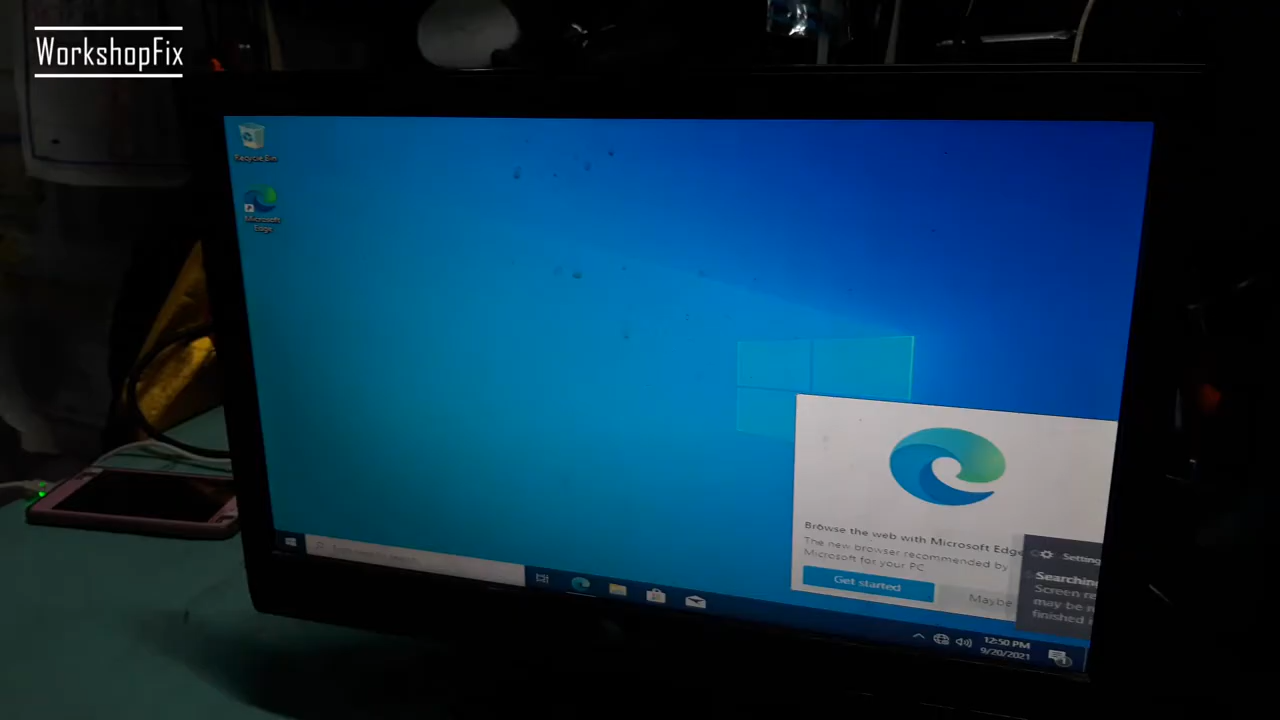 WorkshopFix
Recycle Bin
Microsoft
Edge
Browse the web with Microsoft Edge
The new browser recommended by
Microsoft for your PC
Get started
Maybe
Settings
Searching
Screen re
may be r
finished
12:50 PM
9/20/2021